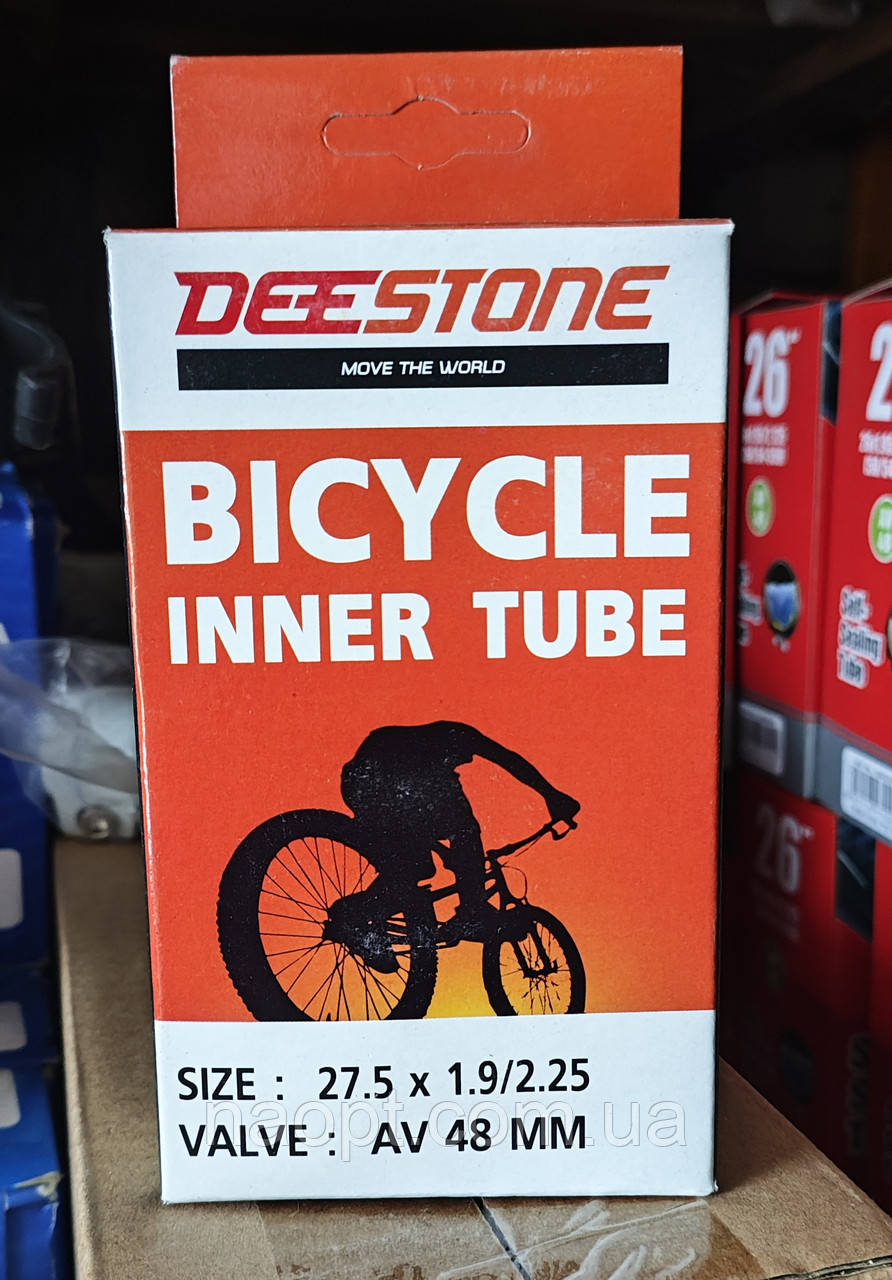 DEESTONE
MOVE THE WORLD
BICYCLE
INNER TUBE
SIZE : 27.5 x 1.9/2.25
VALVE : AV 48 MM
naopt.com.ua
26"
Self-
Sealing
Tube
26"